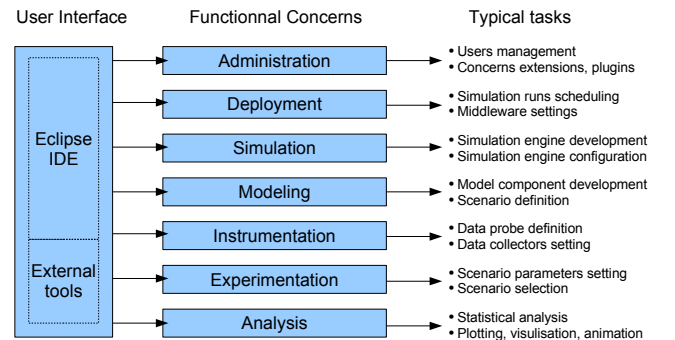 User Interface
Functionnal Concerns
Typical tasks
Eclipse
IDE
External
tools
Administration
• Users management
• Concerns extensions, plugins
Deployment
• Simulation runs scheduling
• Middleware settings
Simulation
• Simulation engine development
• Simulation engine configuration
Modeling
• Model component development
• Scenario definition
Instrumentation
• Data probe definition
• Data collectors setting
Experimentation
• Scenario parameters setting
• Scenario selection
Analysis
• Statistical analysis
• Plotting, visulisation, animation